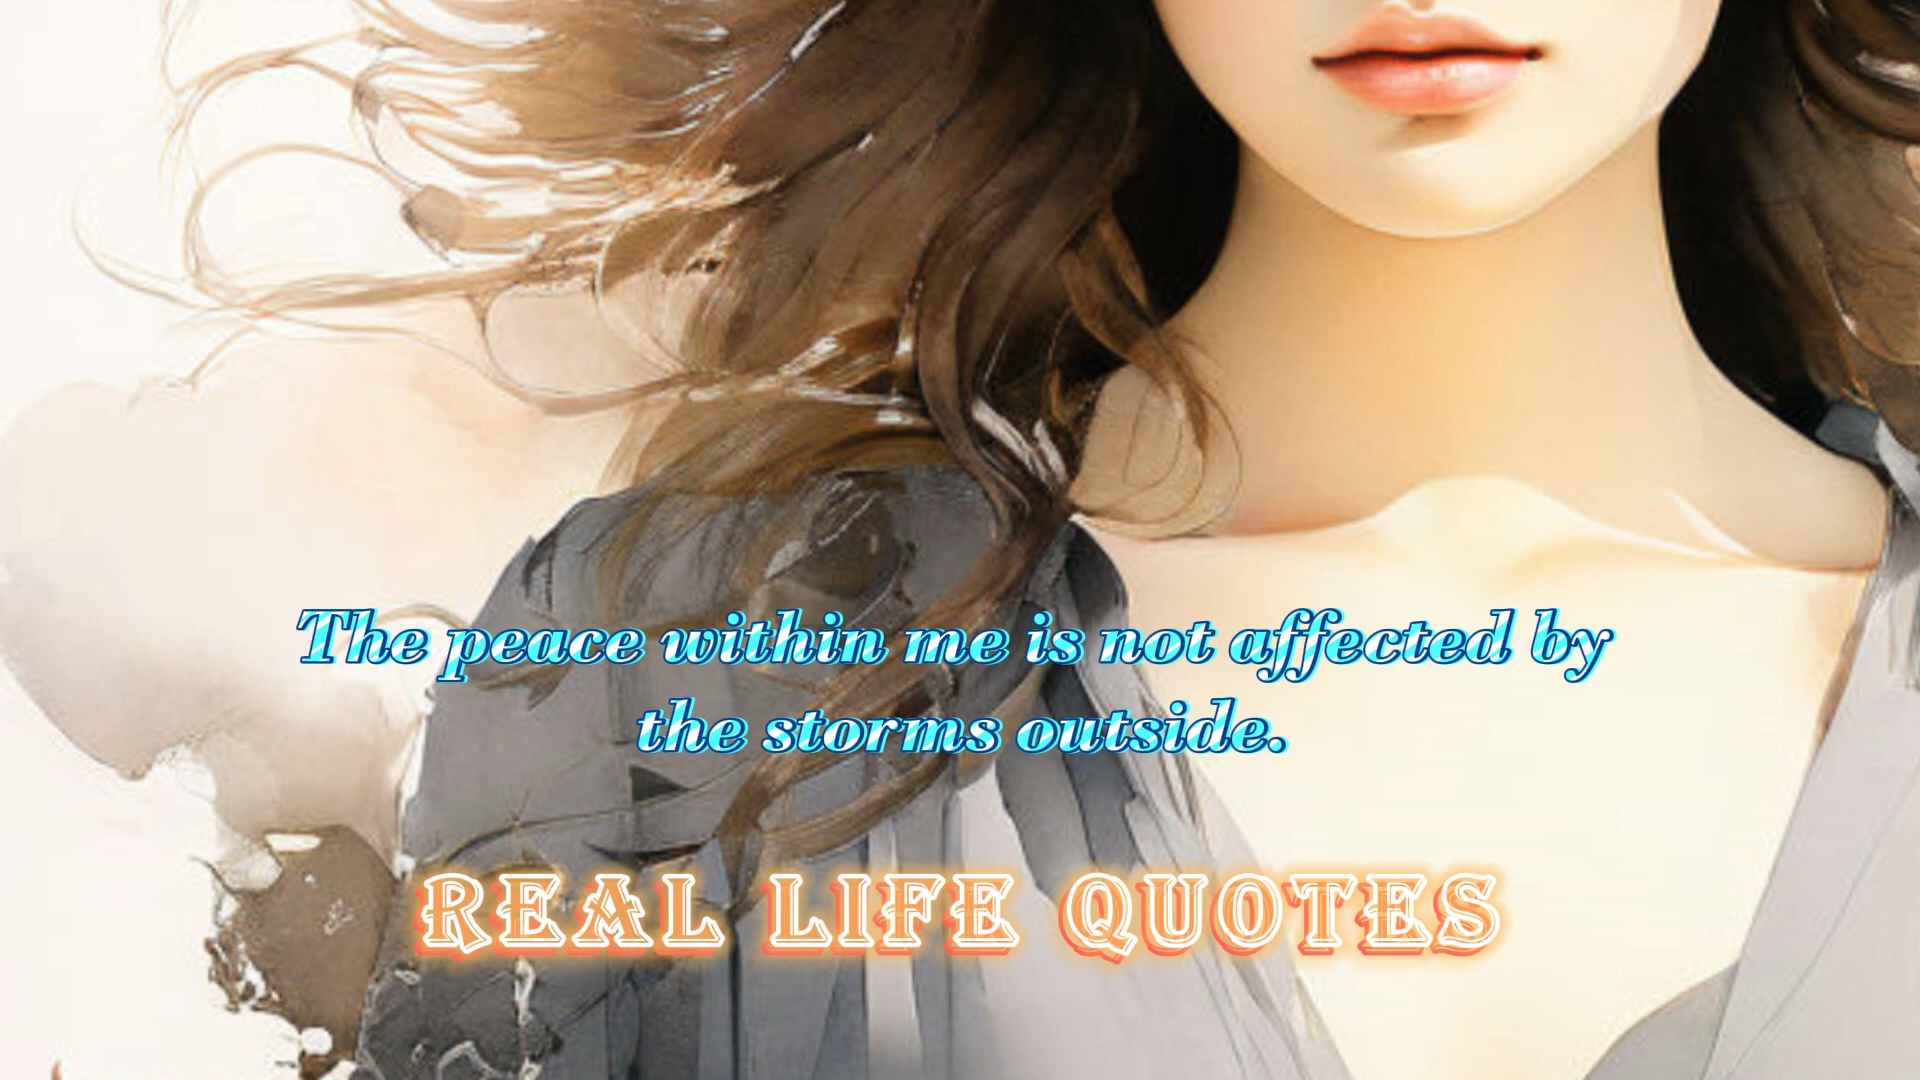 The peace within me is not affected by
the storms outside.
REAL LIFE QUOTES